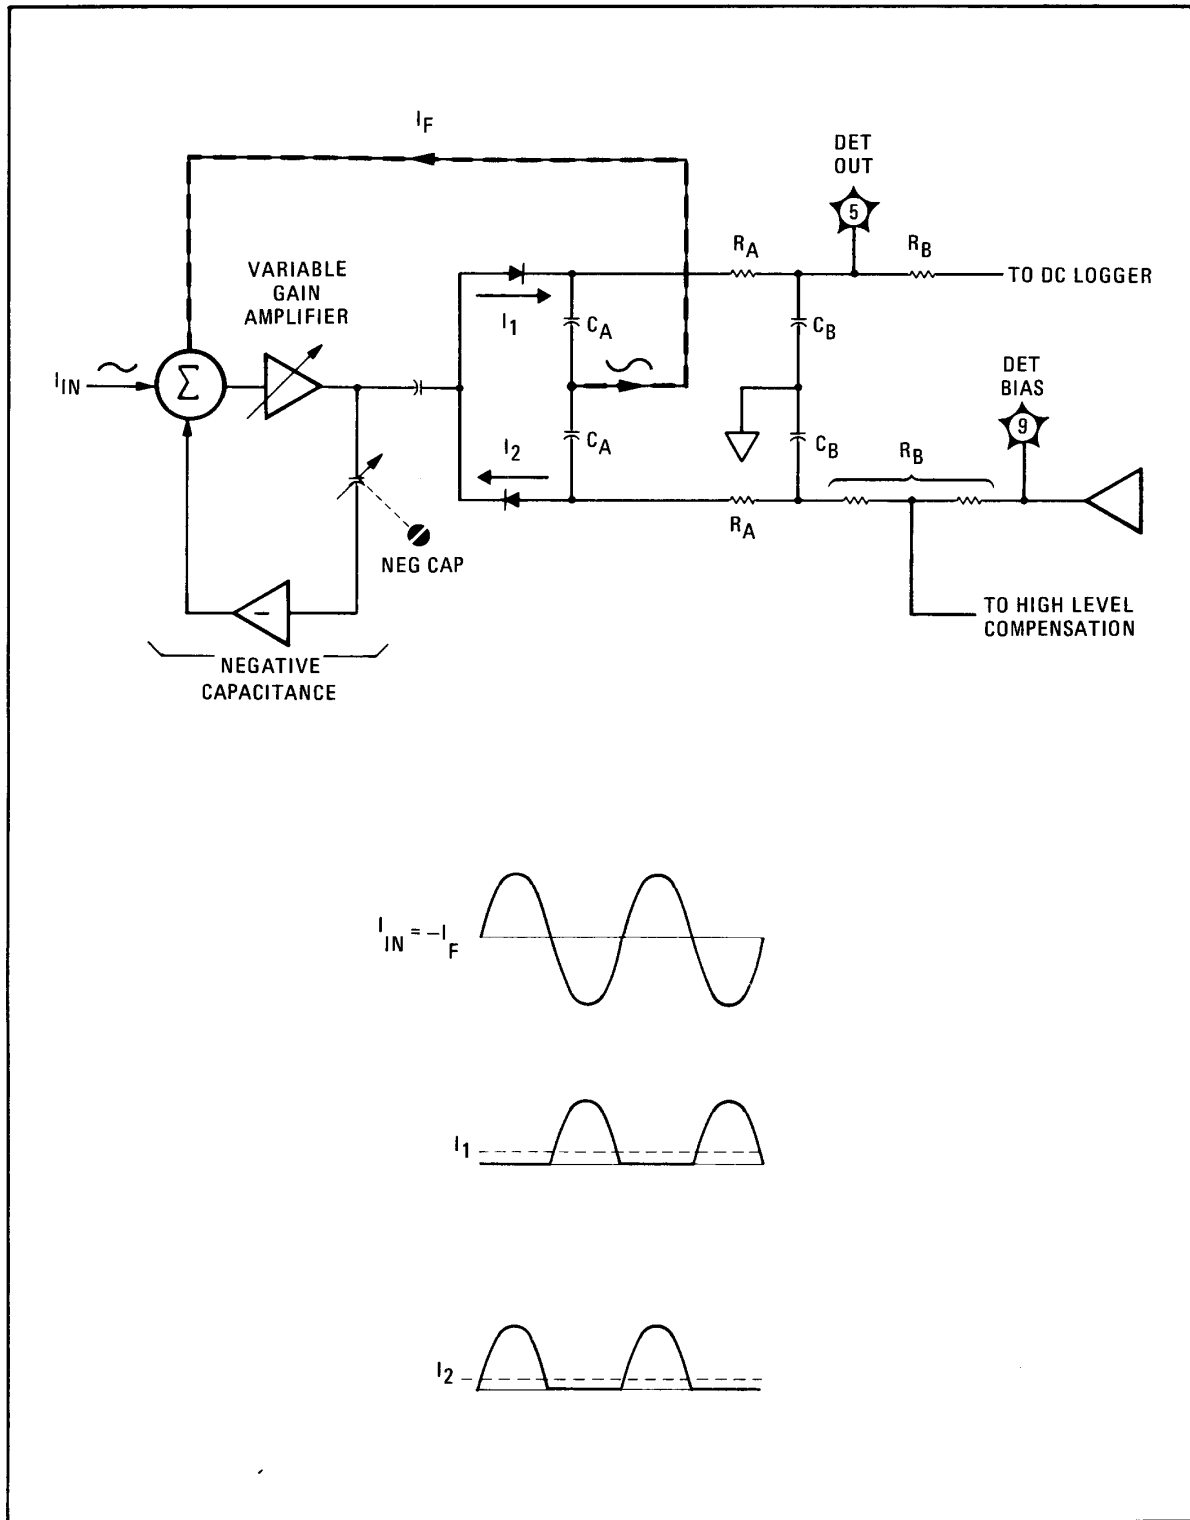 I_F
DET
OUT
5
R_A
R_B
TO DC LOGGER
VARIABLE
GAIN
AMPLIFIER
I_1
C_A
C_B
I_IN
Σ
DET
BIAS
9
I_2
C_A
C_B
R_B
R_A
NEG CAP
−
TO HIGH LEVEL
COMPENSATION
NEGATIVE
CAPACITANCE
I_IN = −I_F
I_1
I_2